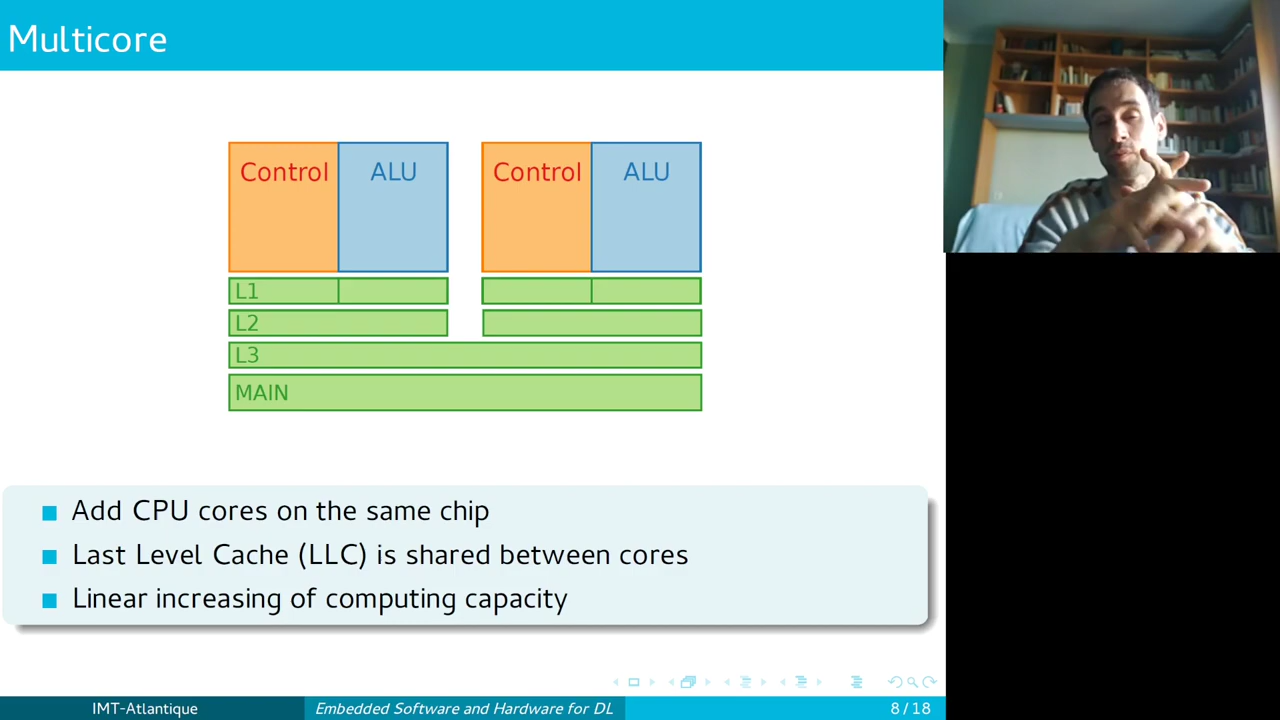 Multicore
Control ALU Control ALU
L1
L2
L3
MAIN
Add CPU cores on the same chip
Last Level Cache (LLC) is shared between cores
Linear increasing of computing capacity
IMT-Atlantique Embedded Software and Hardware for DL 8/18